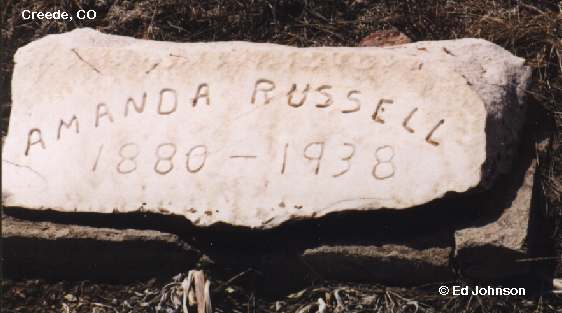 Creede, CO
AMANDA RUSSELL
1880 - 1938
© Ed Johnson